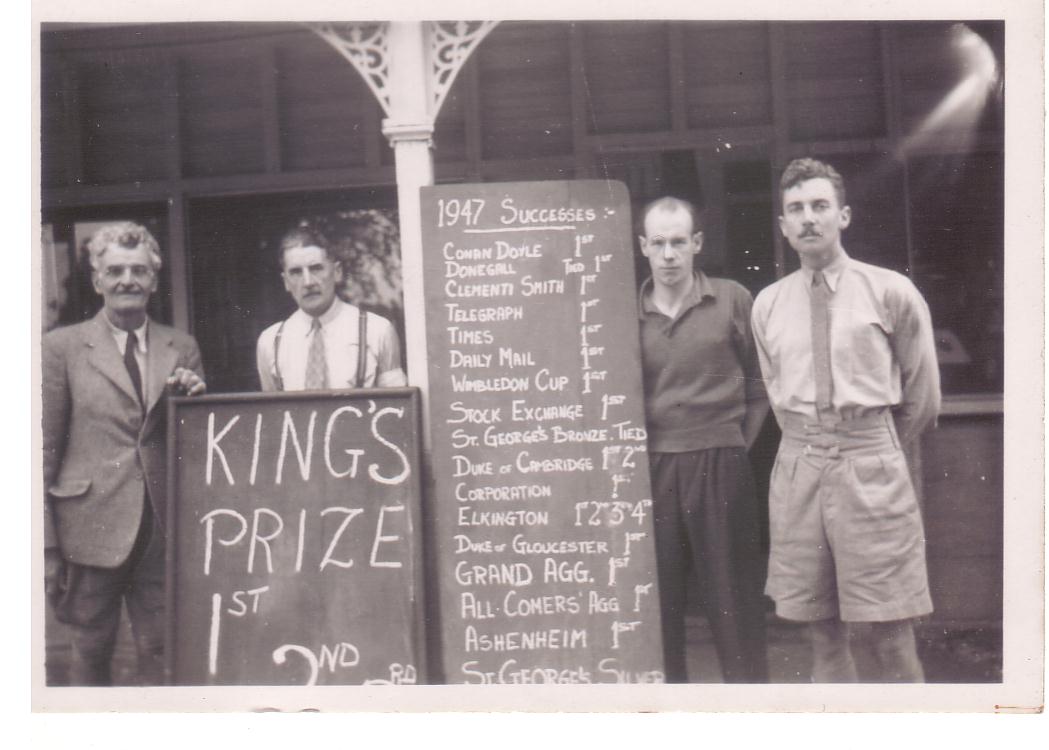 KING'S
PRIZE
1ST
2ND
RD
1947 SUCCESSES :-
CONAN DOYLE 1ST
DONEGALL TIED 1ST
CLEMENTI SMITH 1ST
TELEGRAPH 1ST
TIMES 1ST
DAILY MAIL 1ST
WIMBLEDON CUP 1ST
STOCK EXCHANGE 1ST
ST. GEORGE'S BRONZE. TIED
DUKE OF CAMBRIDGE 1ST 2ND
CORPORATION 1ST
ELKINGTON 1ST 2ND 3RD 4TH
DUKE OF GLOUCESTER 1ST
GRAND AGG. 1ST
ALL-COMERS' AGG 1ST
ASHENHEIM 1ST
ST. GEORGE'S SILVER